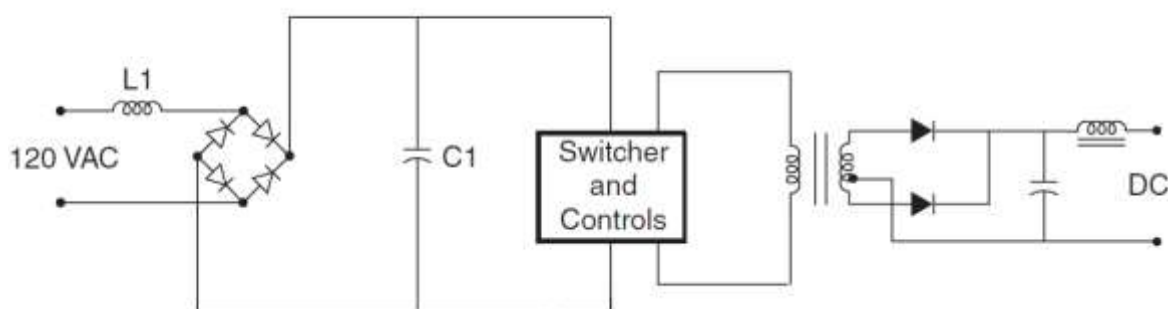 L1
120 VAC
C1
Switcher
and
Controls
DC